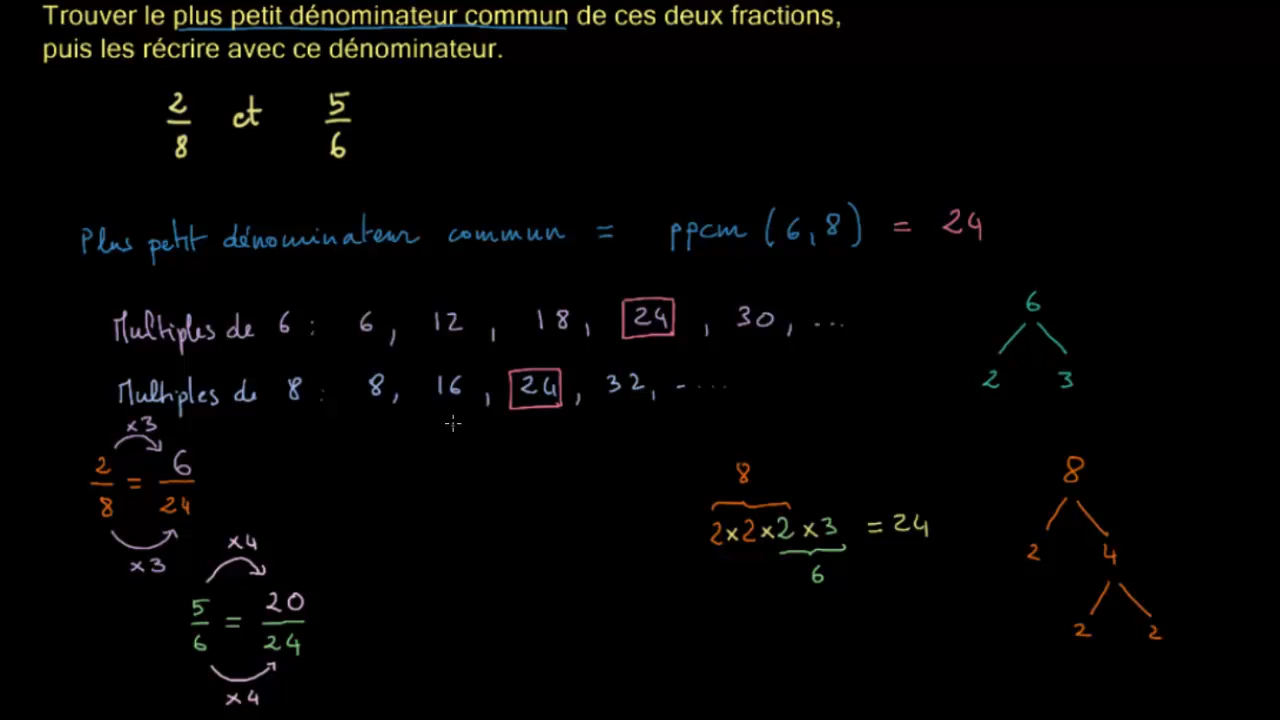 Trouver le plus petit dénominateur commun de ces deux fractions,
puis les récrire avec ce dénominateur.
2/8 et 5/6
Plus petit dénominateur commun = ppcm (6,8) = 24
Multiples de 6 : 6, 12, 18, 24, 30, ...
Multiples de 8 : 8, 16, 24, 32, .....
×3
2/8 = 6/24
×3
×4
5/6 = 20/24
×4
8
2×2×2×3 = 24
6
6
2 3
8
2 4
2 2